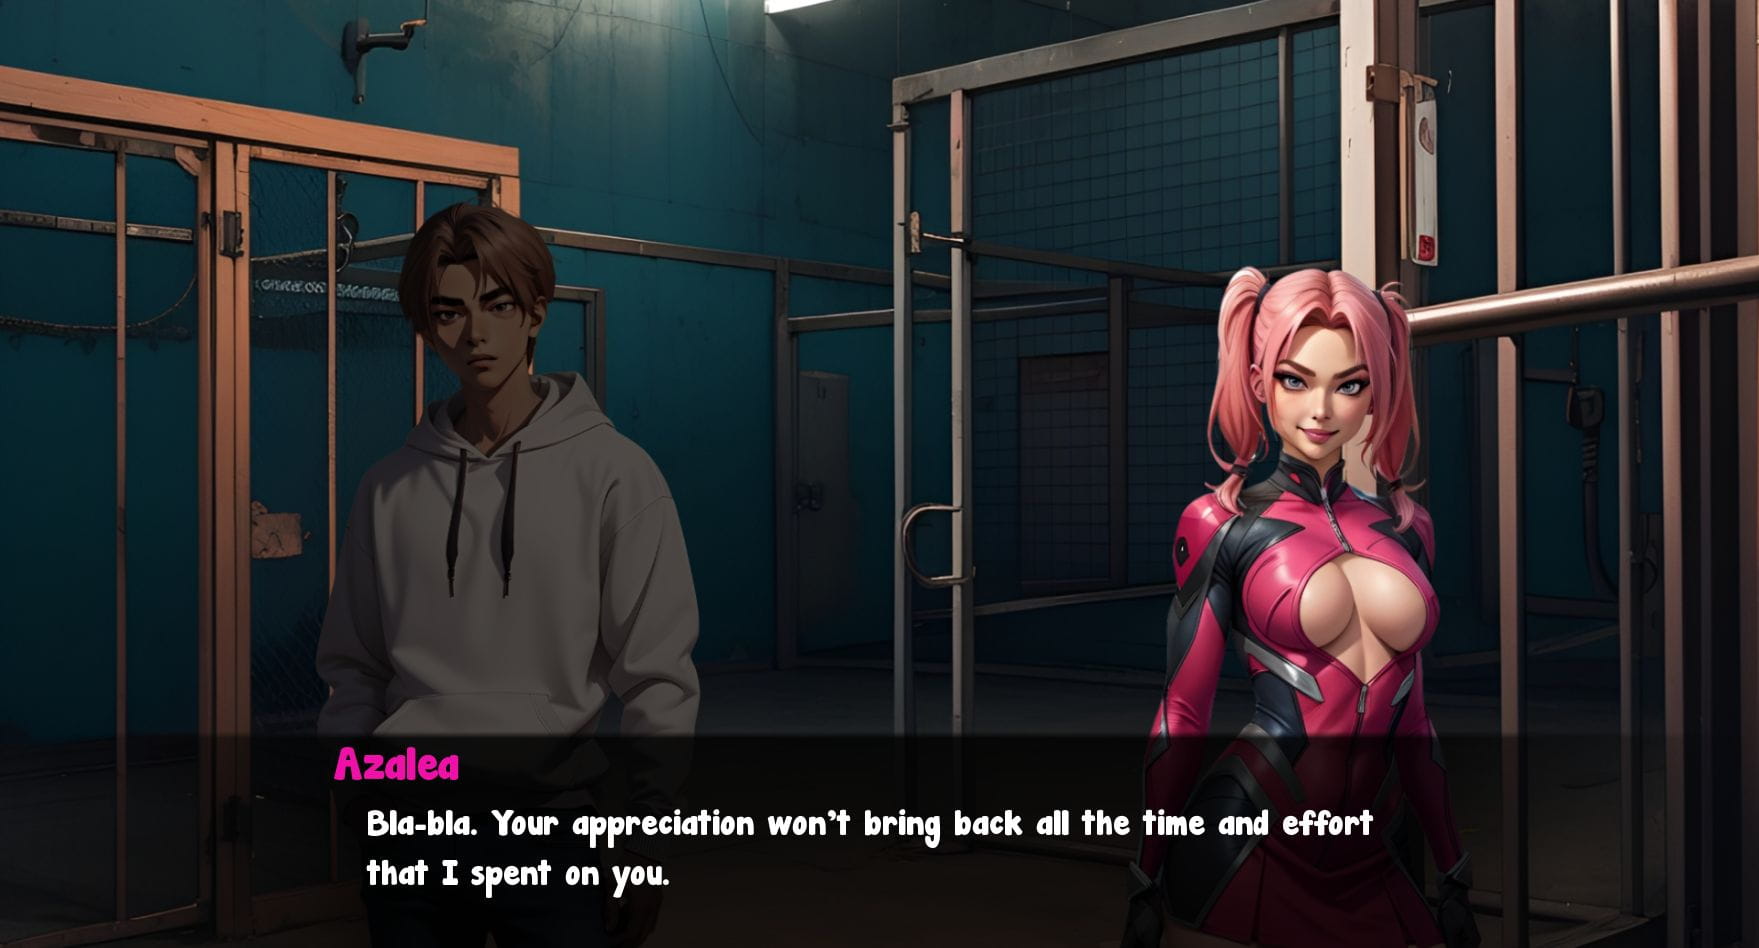 Azalea
Bla-bla. Your appreciation won't bring back all the time and effort
that I spent on you.